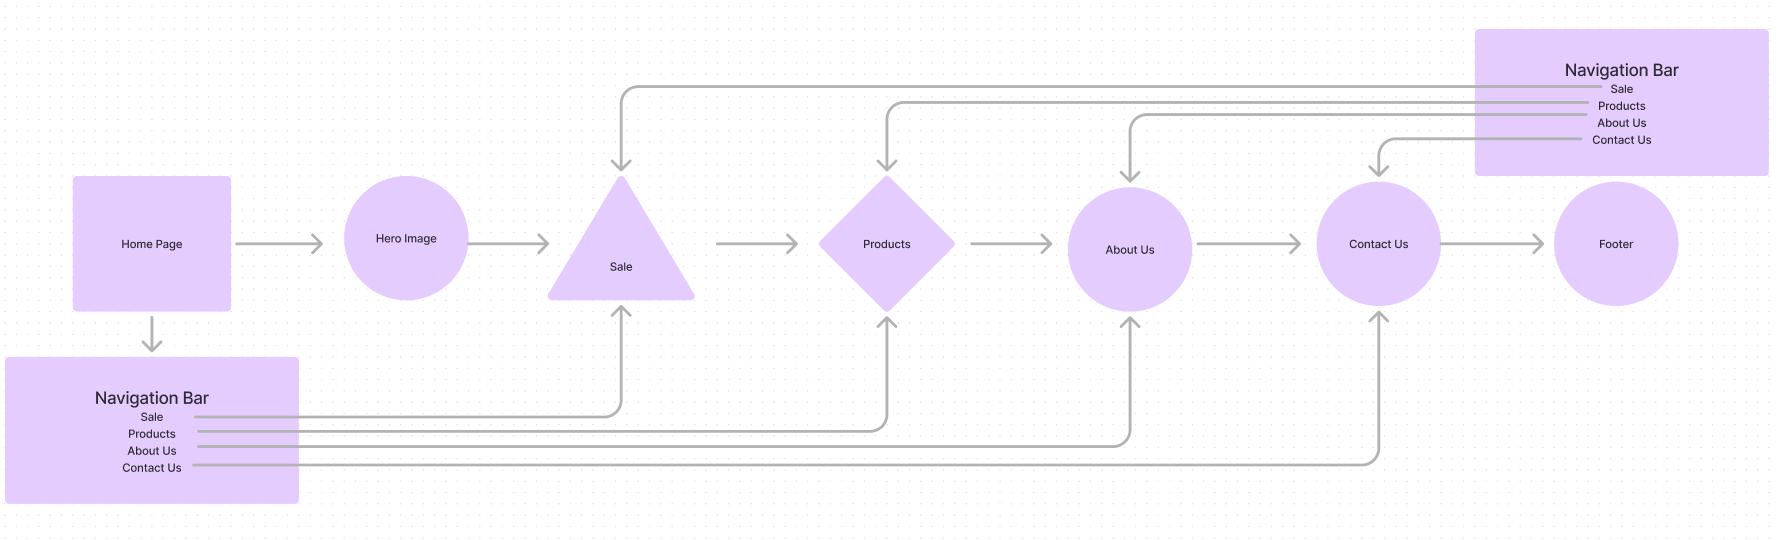 Navigation Bar
Sale
Products
About Us
Contact Us
Home Page
Hero Image
Sale
Products
About Us
Contact Us
Footer
Navigation Bar
Sale
Products
About Us
Contact Us